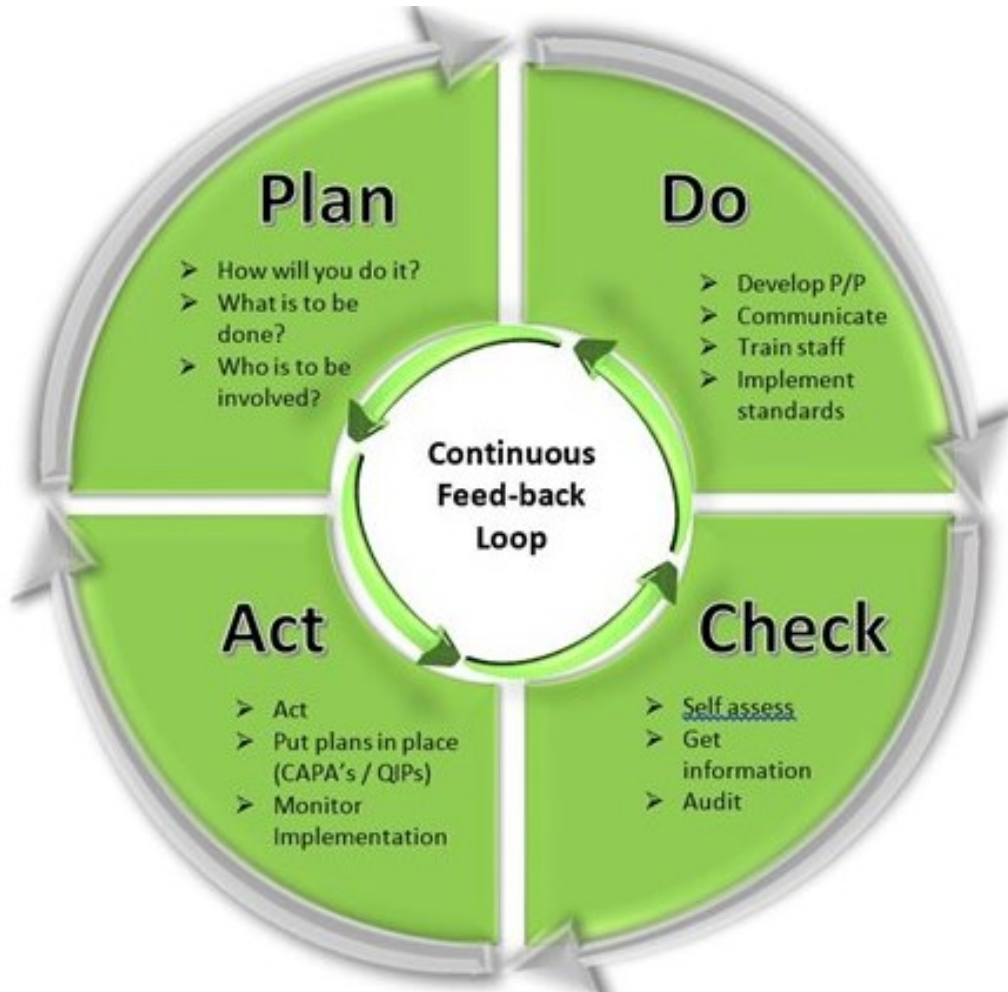 Plan
➢ How will you do it?
➢ What is to be
done?
➢ Who is to be
involved?
Do
➢ Develop P/P
➢ Communicate
➢ Train staff
➢ Implement
standards
Continuous
Feed-back
Loop
Act
➢ Act
➢ Put plans in place
(CAPA's / QIPs)
➢ Monitor
Implementation
Check
➢ Self assess
➢ Get
information
➢ Audit